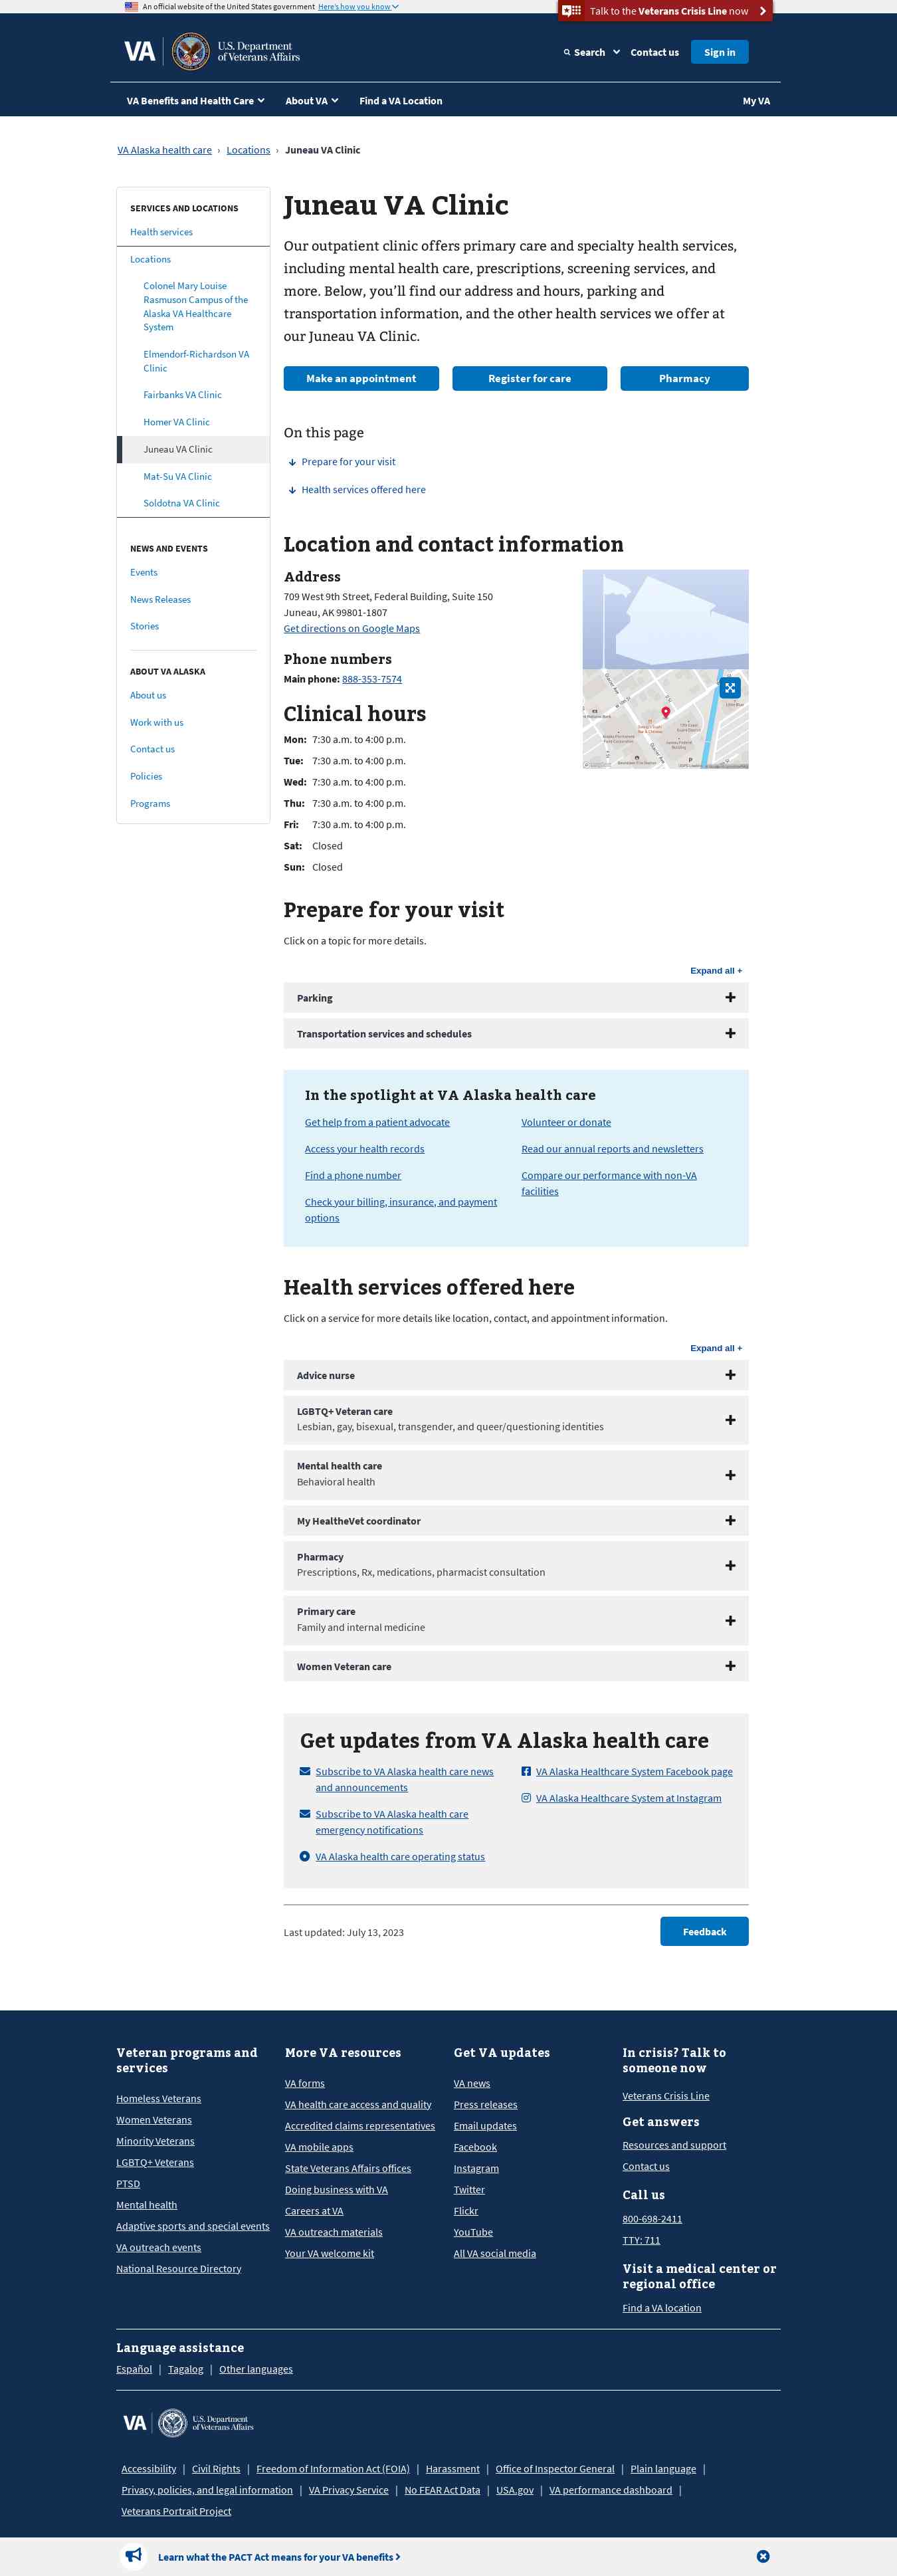 An official website of the United States government Here's how you know
Talk to the Veterans Crisis Line now
VA
U.S. Department
of Veterans Affairs
Search
Contact us
Sign in
VA Benefits and Health Care
About VA
Find a VA Location
My VA
VA Alaska health care › Locations › Juneau VA Clinic
SERVICES AND LOCATIONS
Health services
Locations
Colonel Mary Louise
Rasmuson Campus of the
Alaska VA Healthcare
System
Elmendorf-Richardson VA
Clinic
Fairbanks VA Clinic
Homer VA Clinic
Juneau VA Clinic
Mat-Su VA Clinic
Soldotna VA Clinic
NEWS AND EVENTS
Events
News Releases
Stories
ABOUT VA ALASKA
About us
Work with us
Contact us
Policies
Programs
Juneau VA Clinic
Our outpatient clinic offers primary care and specialty health services,
including mental health care, prescriptions, screening services, and
more. Below, you’ll find our address and hours, parking and
transportation information, and the other health services we offer at
our Juneau VA Clinic.
Make an appointment
Register for care
Pharmacy
On this page
Prepare for your visit
Health services offered here
Location and contact information
Address
709 West 9th Street, Federal Building, Suite 150
Juneau, AK 99801-1807
Get directions on Google Maps
Phone numbers
Main phone: 888-353-7574
Clinical hours
Mon: 7:30 a.m. to 4:00 p.m.
Tue: 7:30 a.m. to 4:00 p.m.
Wed: 7:30 a.m. to 4:00 p.m.
Thu: 7:30 a.m. to 4:00 p.m.
Fri: 7:30 a.m. to 4:00 p.m.
Sat: Closed
Sun: Closed
Prepare for your visit
Click on a topic for more details.
Expand all +
Parking
Transportation services and schedules
In the spotlight at VA Alaska health care
Get help from a patient advocate
Access your health records
Find a phone number
Check your billing, insurance, and payment
options
Volunteer or donate
Read our annual reports and newsletters
Compare our performance with non-VA
facilities
Health services offered here
Click on a service for more details like location, contact, and appointment information.
Expand all +
Advice nurse
LGBTQ+ Veteran care
Lesbian, gay, bisexual, transgender, and queer/questioning identities
Mental health care
Behavioral health
My HealtheVet coordinator
Pharmacy
Prescriptions, Rx, medications, pharmacist consultation
Primary care
Family and internal medicine
Women Veteran care
Get updates from VA Alaska health care
Subscribe to VA Alaska health care news
and announcements
Subscribe to VA Alaska health care
emergency notifications
VA Alaska health care operating status
VA Alaska Healthcare System Facebook page
VA Alaska Healthcare System at Instagram
Last updated: July 13, 2023
Feedback
Veteran programs and
services
Homeless Veterans
Women Veterans
Minority Veterans
LGBTQ+ Veterans
PTSD
Mental health
Adaptive sports and special events
VA outreach events
National Resource Directory
More VA resources
VA forms
VA health care access and quality
Accredited claims representatives
VA mobile apps
State Veterans Affairs offices
Doing business with VA
Careers at VA
VA outreach materials
Your VA welcome kit
Get VA updates
VA news
Press releases
Email updates
Facebook
Instagram
Twitter
Flickr
YouTube
All VA social media
In crisis? Talk to
someone now
Veterans Crisis Line
Get answers
Resources and support
Contact us
Call us
800-698-2411
TTY: 711
Visit a medical center or
regional office
Find a VA location
Language assistance
Español | Tagalog | Other languages
VA
U.S. Department
of Veterans Affairs
Accessibility | Civil Rights | Freedom of Information Act (FOIA) | Harassment | Office of Inspector General | Plain language |
Privacy, policies, and legal information | VA Privacy Service | No FEAR Act Data | USA.gov | VA performance dashboard |
Veterans Portrait Project
Learn what the PACT Act means for your VA benefits